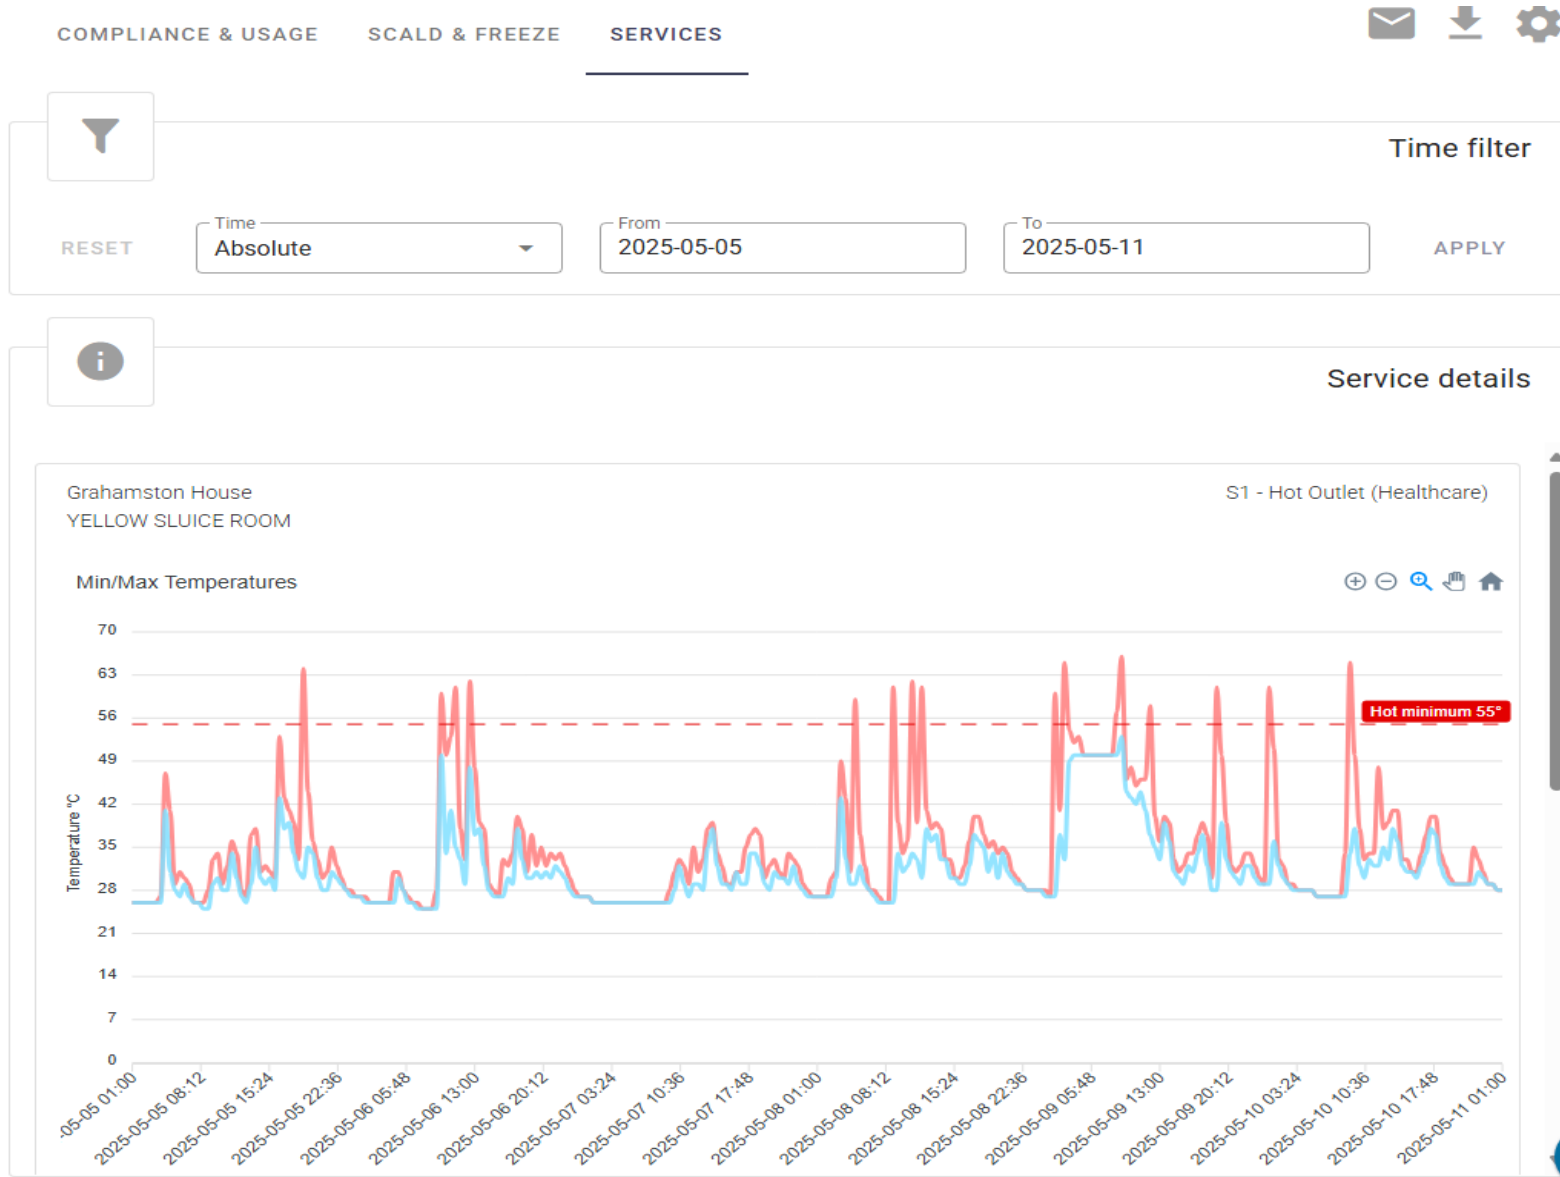 COMPLIANCE & USAGE SCALD & FREEZE SERVICES
Time filter
RESET
Time
Absolute
From
2025-05-05
To
2025-05-11
APPLY
Service details
Grahamston House
YELLOW SLUICE ROOM
S1 - Hot Outlet (Healthcare)
Min/Max Temperatures
Temperature °C
70
63
56
49
42
35
28
21
14
7
0
Hot minimum 55°
-05-05 01:00
2025-05-05 08:12
2025-05-05 15:24
2025-05-05 22:36
2025-05-06 05:48
2025-05-06 13:00
2025-05-06 20:12
2025-05-07 03:24
2025-05-07 10:36
2025-05-07 17:48
2025-05-08 01:00
2025-05-08 08:12
2025-05-08 15:24
2025-05-08 22:36
2025-05-09 05:48
2025-05-09 13:00
2025-05-09 20:12
2025-05-10 03:24
2025-05-10 10:36
2025-05-10 17:48
2025-05-11 01:00